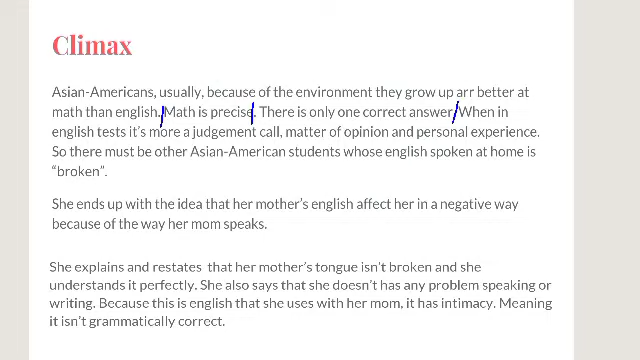 Climax
Asian-Americans, usually, because of the environment they grow up arr better at
math than english. Math is precise. There is only one correct answer. When in
english tests it's more a judgement call, matter of opinion and personal experience.
So there must be other Asian-American students whose english spoken at home is
“broken”.
She ends up with the idea that her mother's english affect her in a negative way
because of the way her mom speaks.
She explains and restates that her mother's tongue isn't broken and she
understands it perfectly. She also says that she doesn't has any problem speaking or
writing. Because this is english that she uses with her mom, it has intimacy. Meaning
it isn't grammatically correct.